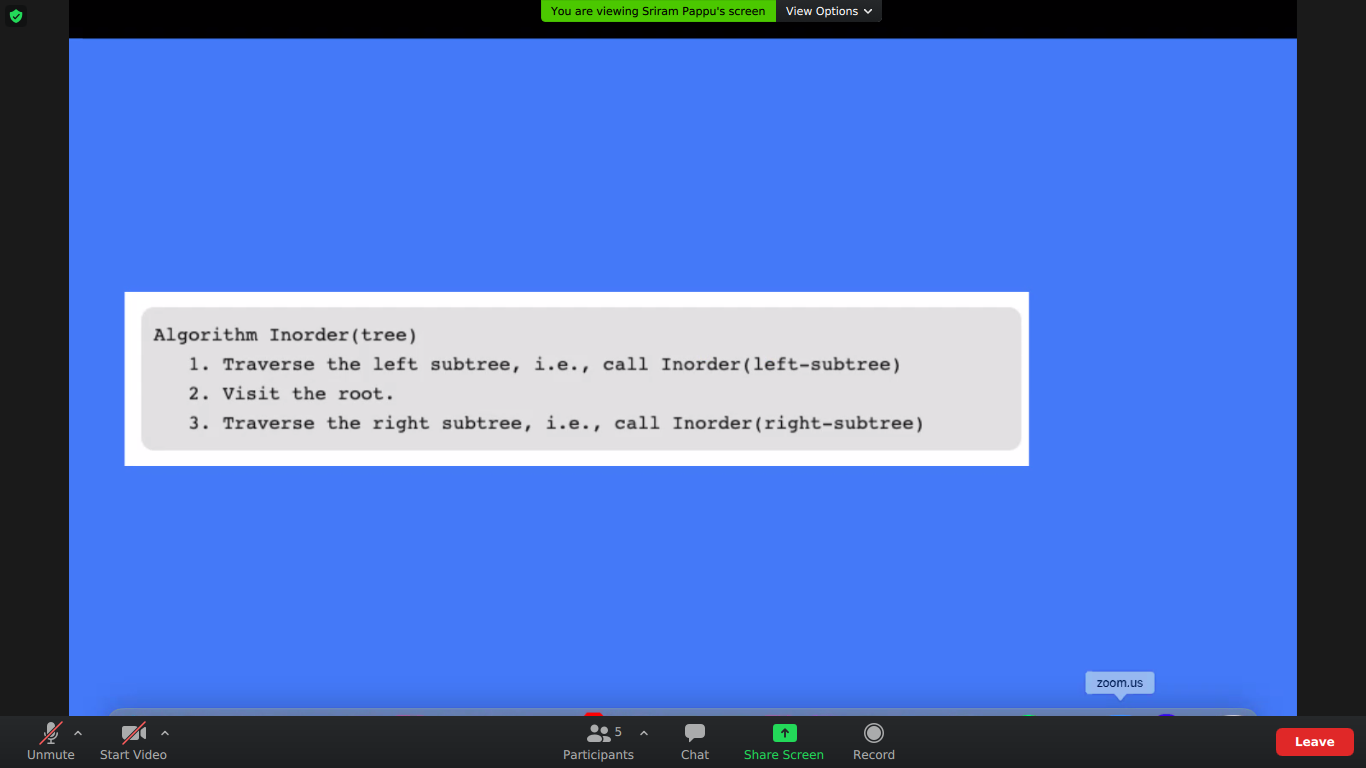 You are viewing Sriram Pappu's screen View Options
Algorithm Inorder(tree)
1. Traverse the left subtree, i.e., call Inorder(left-subtree)
2. Visit the root.
3. Traverse the right subtree, i.e., call Inorder(right-subtree)
zoom.us
Unmute Start Video Participants 5 Chat Share Screen Record Leave